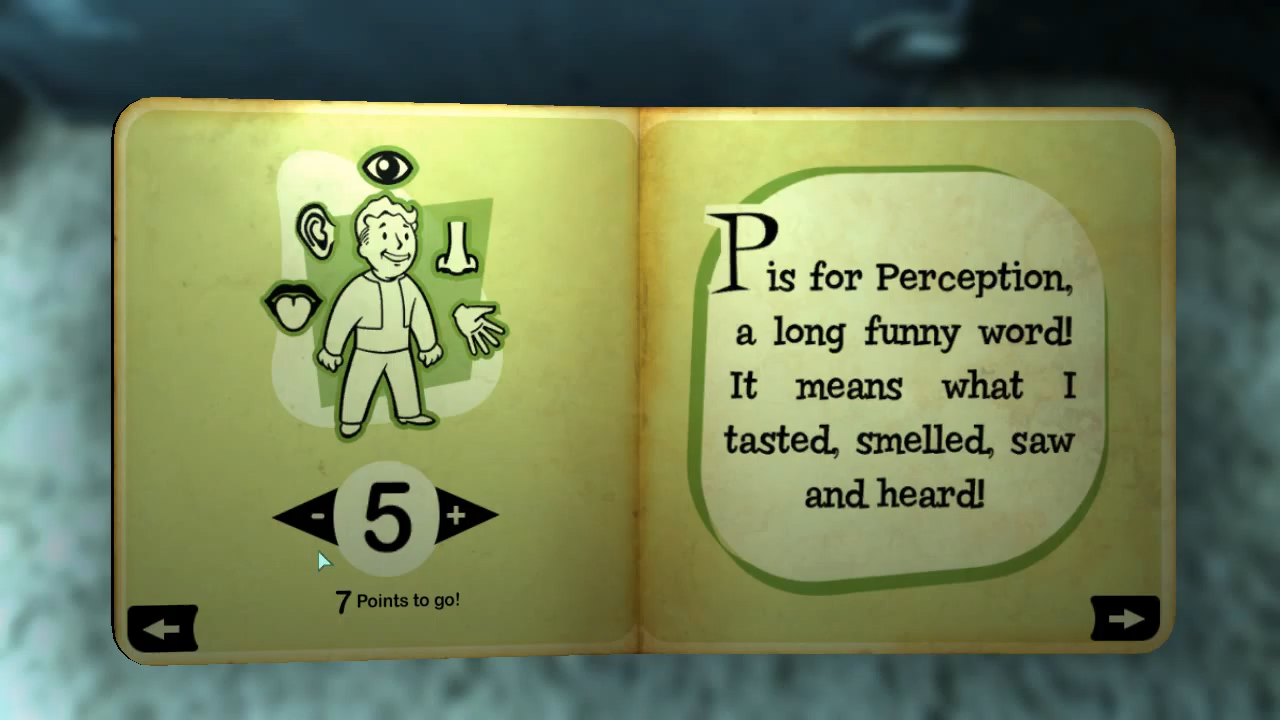 -
5
+
7 Points to go!
P is for Perception,
a long funny word!
It means what I
tasted, smelled, saw
and heard!